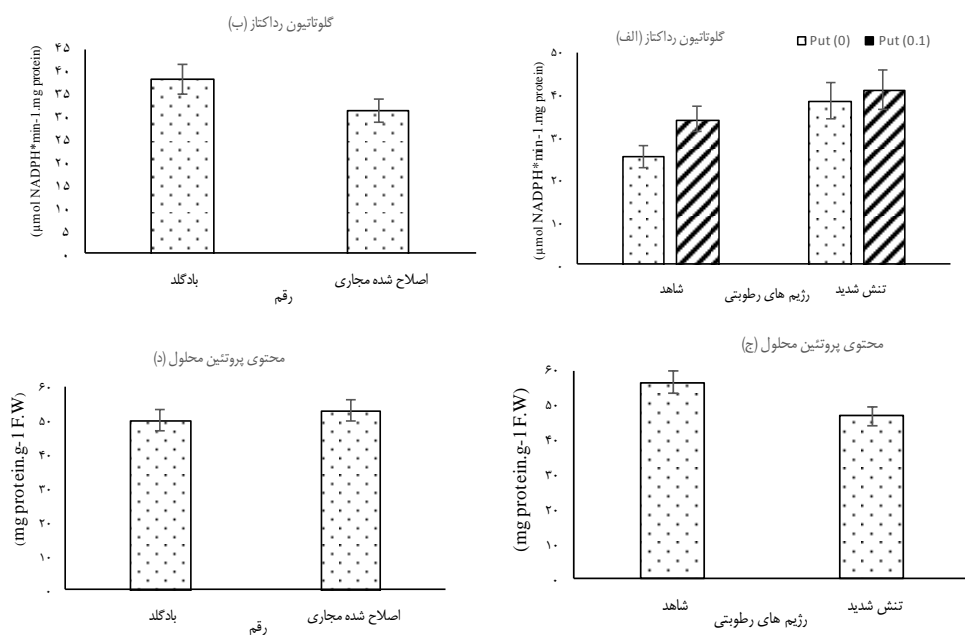 گلوتاتیون رداکتاز (الف)
Put (0) Put (0.1)
(µmol NADPH*min-1.mg protein)
۵۰
۴۰
۳۰
۲۰
۱۰
۰
شاهد
تنش شدید
رژیم های رطوبتی
گلوتاتیون رداکتاز (ب)
(µmol NADPH*min-1.mg protein)
۴۵
۴۰
۳۵
۳۰
۲۵
۲۰
۱۵
۱۰
۵
۰
بادگلد
اصلاح شده مجاری
رقم
محتوی پروتئین محلول (ج)
(mg protein.g-1 F.W)
۶۰
۵۰
۴۰
۳۰
۲۰
۱۰
۰
شاهد
تنش شدید
رژیم های رطوبتی
محتوی پروتئین محلول (د)
(mg protein.g-1 F.W)
۶۰
۵۰
۴۰
۳۰
۲۰
۱۰
۰
بادگلد
اصلاح شده مجاری
رقم